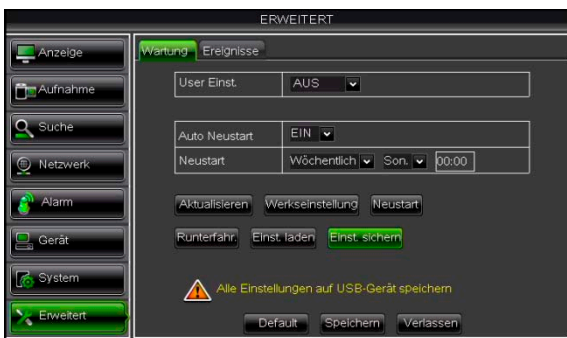 ERWEITERT
Anzeige
Aufnahme
Suche
Netzwerk
Alarm
Gerät
System
Erweitert
Wartung Ereignisse
User Einst. AUS
Auto Neustart EIN
Neustart Wöchentlich Son. 00:00
Aktualisieren Werkseinstellung Neustart
Runterfahr. Einst. laden Einst. sichern
Alle Einstellungen auf USB-Gerät speichern
Default Speichern Verlassen